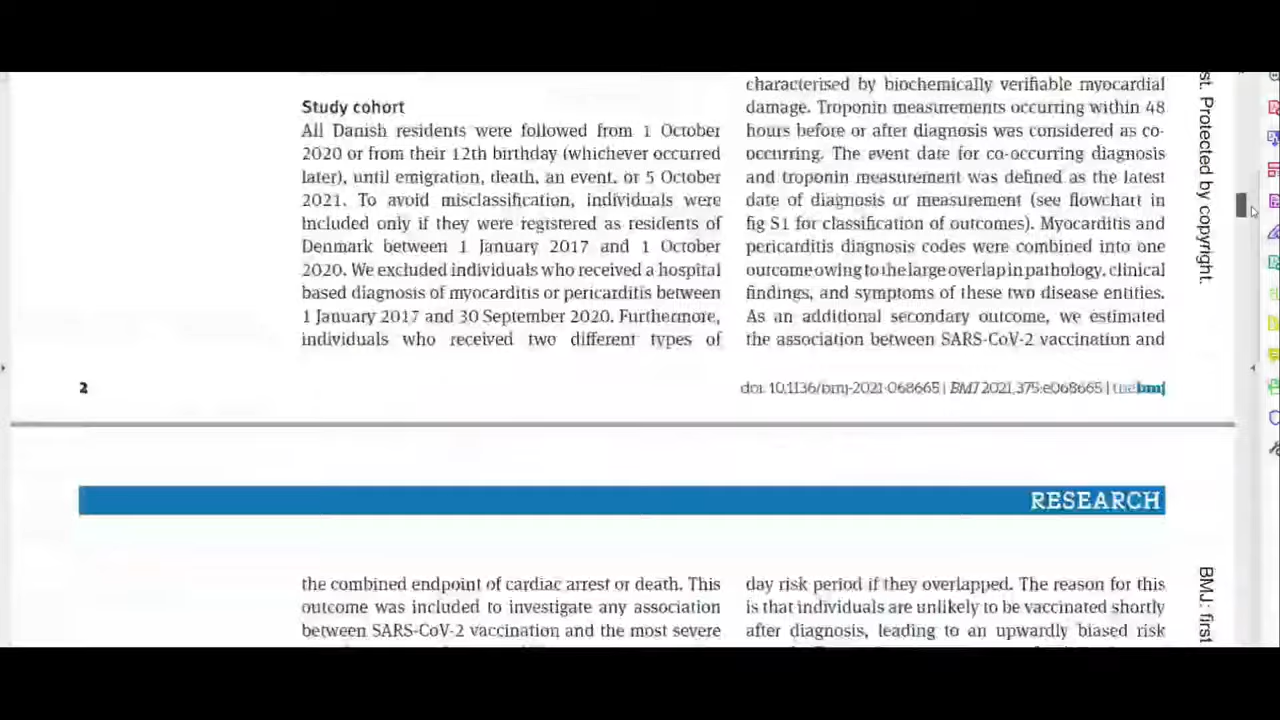 Study cohort
All Danish residents were followed from 1 October
2020 or from their 12th birthday (whichever occurred
later), until emigration, death, an event, or 5 October
2021. To avoid misclassification, individuals were
included only if they were registered as residents of
Denmark between 1 January 2017 and 1 October
2020. We excluded individuals who received a hospital
based diagnosis of myocarditis or pericarditis between
1 January 2017 and 30 September 2020. Furthermore,
individuals who received two different types of
characterised by biochemically verifiable myocardial
damage. Troponin measurements occurring within 48
hours before or after diagnosis was considered as co-
occurring. The event date for co-occurring diagnosis
and troponin measurement was defined as the latest
date of diagnosis or measurement (see flowchart in
fig S1 for classification of outcomes). Myocarditis and
pericarditis diagnosis codes were combined into one
outcome owing to the large overlap in pathology, clinical
findings, and symptoms of these two disease entities.
As an additional secondary outcome, we estimated
the association between SARS-CoV-2 vaccination and
st. Protected by copyright.
2
doi: 10.1136/bmj-2021-068665 | BMJ 2021;375:e068665 | thebmj
RESEARCH
the combined endpoint of cardiac arrest or death. This
outcome was included to investigate any association
between SARS-CoV-2 vaccination and the most severe
day risk period if they overlapped. The reason for this
is that individuals are unlikely to be vaccinated shortly
after diagnosis, leading to an upwardly biased risk
BMJ: first